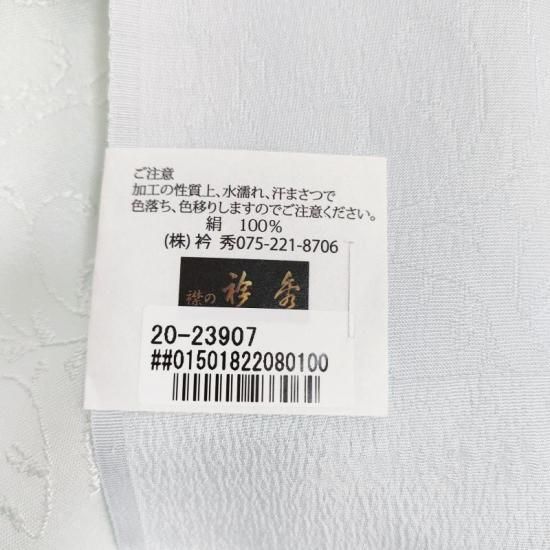 ご注意
加工の性質上、水濡れ、汗まさつで
色落ち、色移りしますのでご注意ください。
絹 100%
(株) 衿 秀075-221-8706
襟の 衿 秀
20-23907
##01501822080100